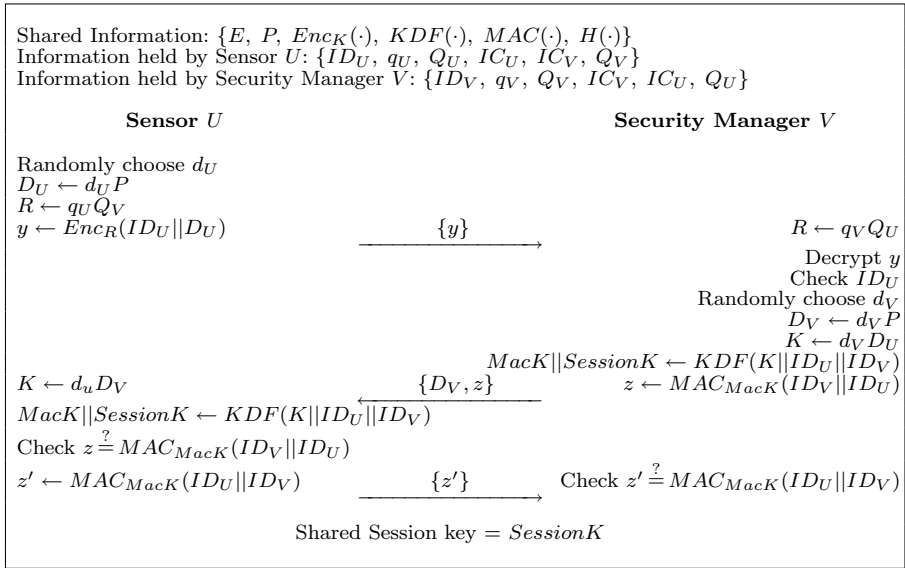 Shared Information: {E, P, Enc_K(·), KDF(·), MAC(·), H(·)}
Information held by Sensor U: {ID_U, q_U, Q_U, IC_U, IC_V, Q_V}
Information held by Security Manager V: {ID_V, q_V, Q_V, IC_V, IC_U, Q_U}
Sensor U Security Manager V
Randomly choose d_U
D_U ← d_U P
R ← q_U Q_V
y ← Enc_R(ID_U||D_U) {y} R ← q_V Q_U
Decrypt y
Check ID_U
Randomly choose d_V
D_V ← d_V P
K ← d_V D_U
MacK||SessionK ← KDF(K||ID_U||ID_V)
K ← d_u D_V {D_V, z} z ← MAC_MacK(ID_V||ID_U)
MacK||SessionK ← KDF(K||ID_U||ID_V)
Check z ≟ MAC_MacK(ID_V||ID_U)
z′ ← MAC_MacK(ID_U||ID_V) {z′} Check z′ ≟ MAC_MacK(ID_U||ID_V)
Shared Session key = SessionK